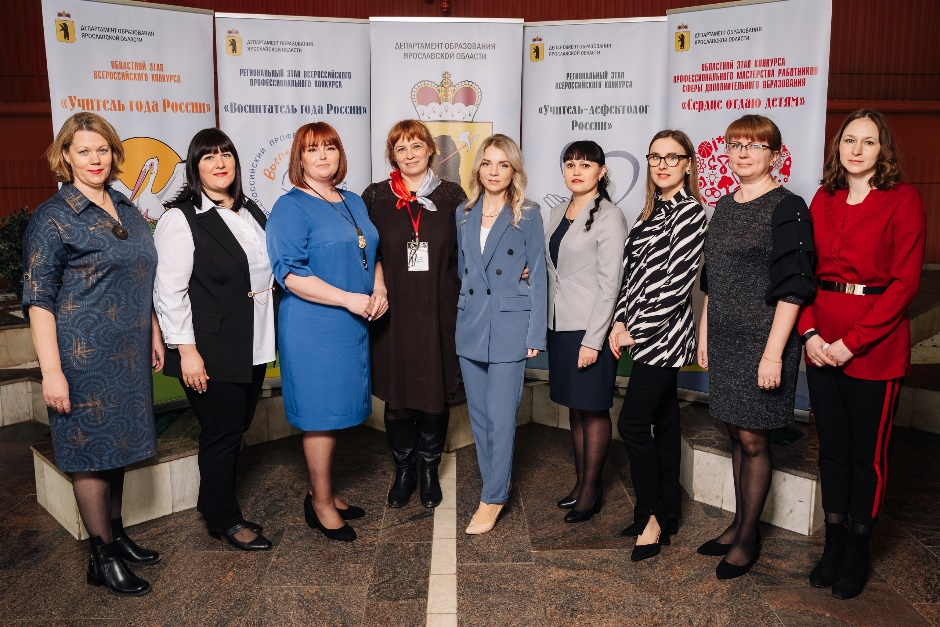 ДЕПАРТАМЕНТ ОБРАЗОВАНИЯ
ЯРОСЛАВСКОЙ ОБЛАСТИ
ОБЛАСТНОЙ ЭТАП
ВСЕРОССИЙСКОГО КОНКУРСА
«Учитель года России»
ДЕПАРТАМЕНТ ОБРАЗОВАНИЯ
ЯРОСЛАВСКОЙ ОБЛАСТИ
РЕГИОНАЛЬНЫЙ ЭТАП ВСЕРОССИЙСКОГО
ПРОФЕССИОНАЛЬНОГО КОНКУРСА
«Воспитатель года России»
ВСЕРОССИЙСКИЙ
ДЕПАРТАМЕНТ ОБРАЗОВАНИЯ
ЯРОСЛАВСКОЙ ОБЛАСТИ
ДЕПАРТАМЕНТ ОБРАЗОВАНИЯ
ЯРОСЛАВСКОЙ ОБЛАСТИ
РЕГИОНАЛЬНЫЙ ЭТАП
ВСЕРОССИЙСКОГО КОНКУРСА
«Учитель-дефектолог
России»
ДЕПАРТАМЕНТ ОБРАЗОВАНИЯ
ЯРОСЛАВСКОЙ ОБЛАСТИ
ОБЛАСТНОЙ ЭТАП КОНКУРСА
ПРОФЕССИОНАЛЬНОГО МАСТЕРСТВА РАБОТНИКОВ
СФЕРЫ ДОПОЛНИТЕЛЬНОГО ОБРАЗОВАНИЯ
«Сердце отдаю детям»